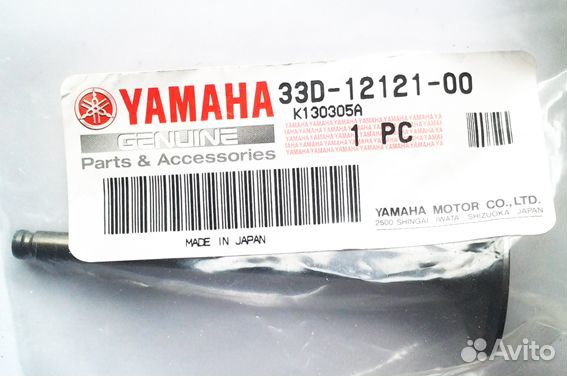 YAMAHA 33D-12121-00
K130305A
GENUINE
Parts & Accessories
1 PC
MADE IN JAPAN
YAMAHA MOTOR CO., LTD.
2500 SHINGAI IWATA SHIZUOKA JAPAN
Avito